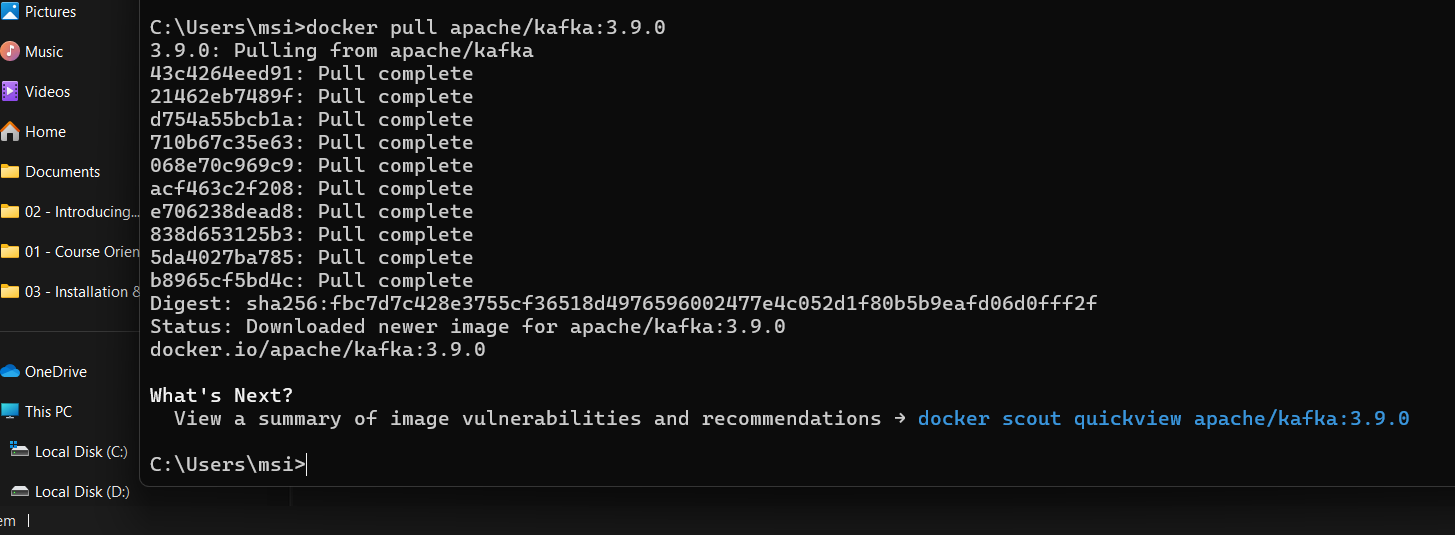 Pictures
Music
Videos
Home
Documents
02 - Introducing...
01 - Course Orien
03 - Installation &
OneDrive
This PC
Local Disk (C:)
Local Disk (D:)
em
C:\Users\msi>docker pull apache/kafka:3.9.0
3.9.0: Pulling from apache/kafka
43c4264eed91: Pull complete
21462eb7489f: Pull complete
d754a55bcb1a: Pull complete
710b67c35e63: Pull complete
068e70c969c9: Pull complete
acf463c2f208: Pull complete
e706238dead8: Pull complete
838d653125b3: Pull complete
5da4027ba785: Pull complete
b8965cf5bd4c: Pull complete
Digest: sha256:fbc7d7c428e3755cf36518d4976596002477e4c052d1f80b5b9eafd06d0fff2f
Status: Downloaded newer image for apache/kafka:3.9.0
docker.io/apache/kafka:3.9.0
What's Next?
View a summary of image vulnerabilities and recommendations → docker scout quickview apache/kafka:3.9.0
C:\Users\msi>